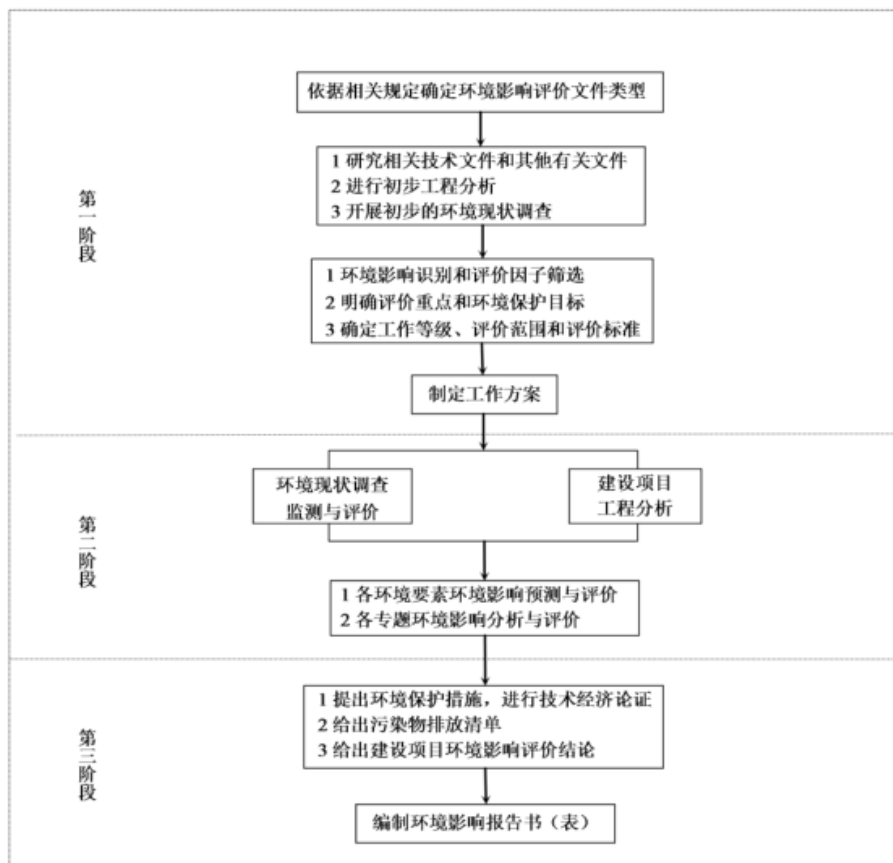 第一阶段
依据相关规定确定环境影响评价文件类型
1 研究相关技术文件和其他有关文件
2 进行初步工程分析
3 开展初步的环境现状调查
1 环境影响识别和评价因子筛选
2 明确评价重点和环境保护目标
3 确定工作等级、评价范围和评价标准
制定工作方案
第二阶段
环境现状调查
监测与评价
建设项目
工程分析
1 各环境要素环境影响预测与评价
2 各专题环境影响分析与评价
第三阶段
1 提出环境保护措施，进行技术经济论证
2 给出污染物排放清单
3 给出建设项目环境影响评价结论
编制环境影响报告书（表）